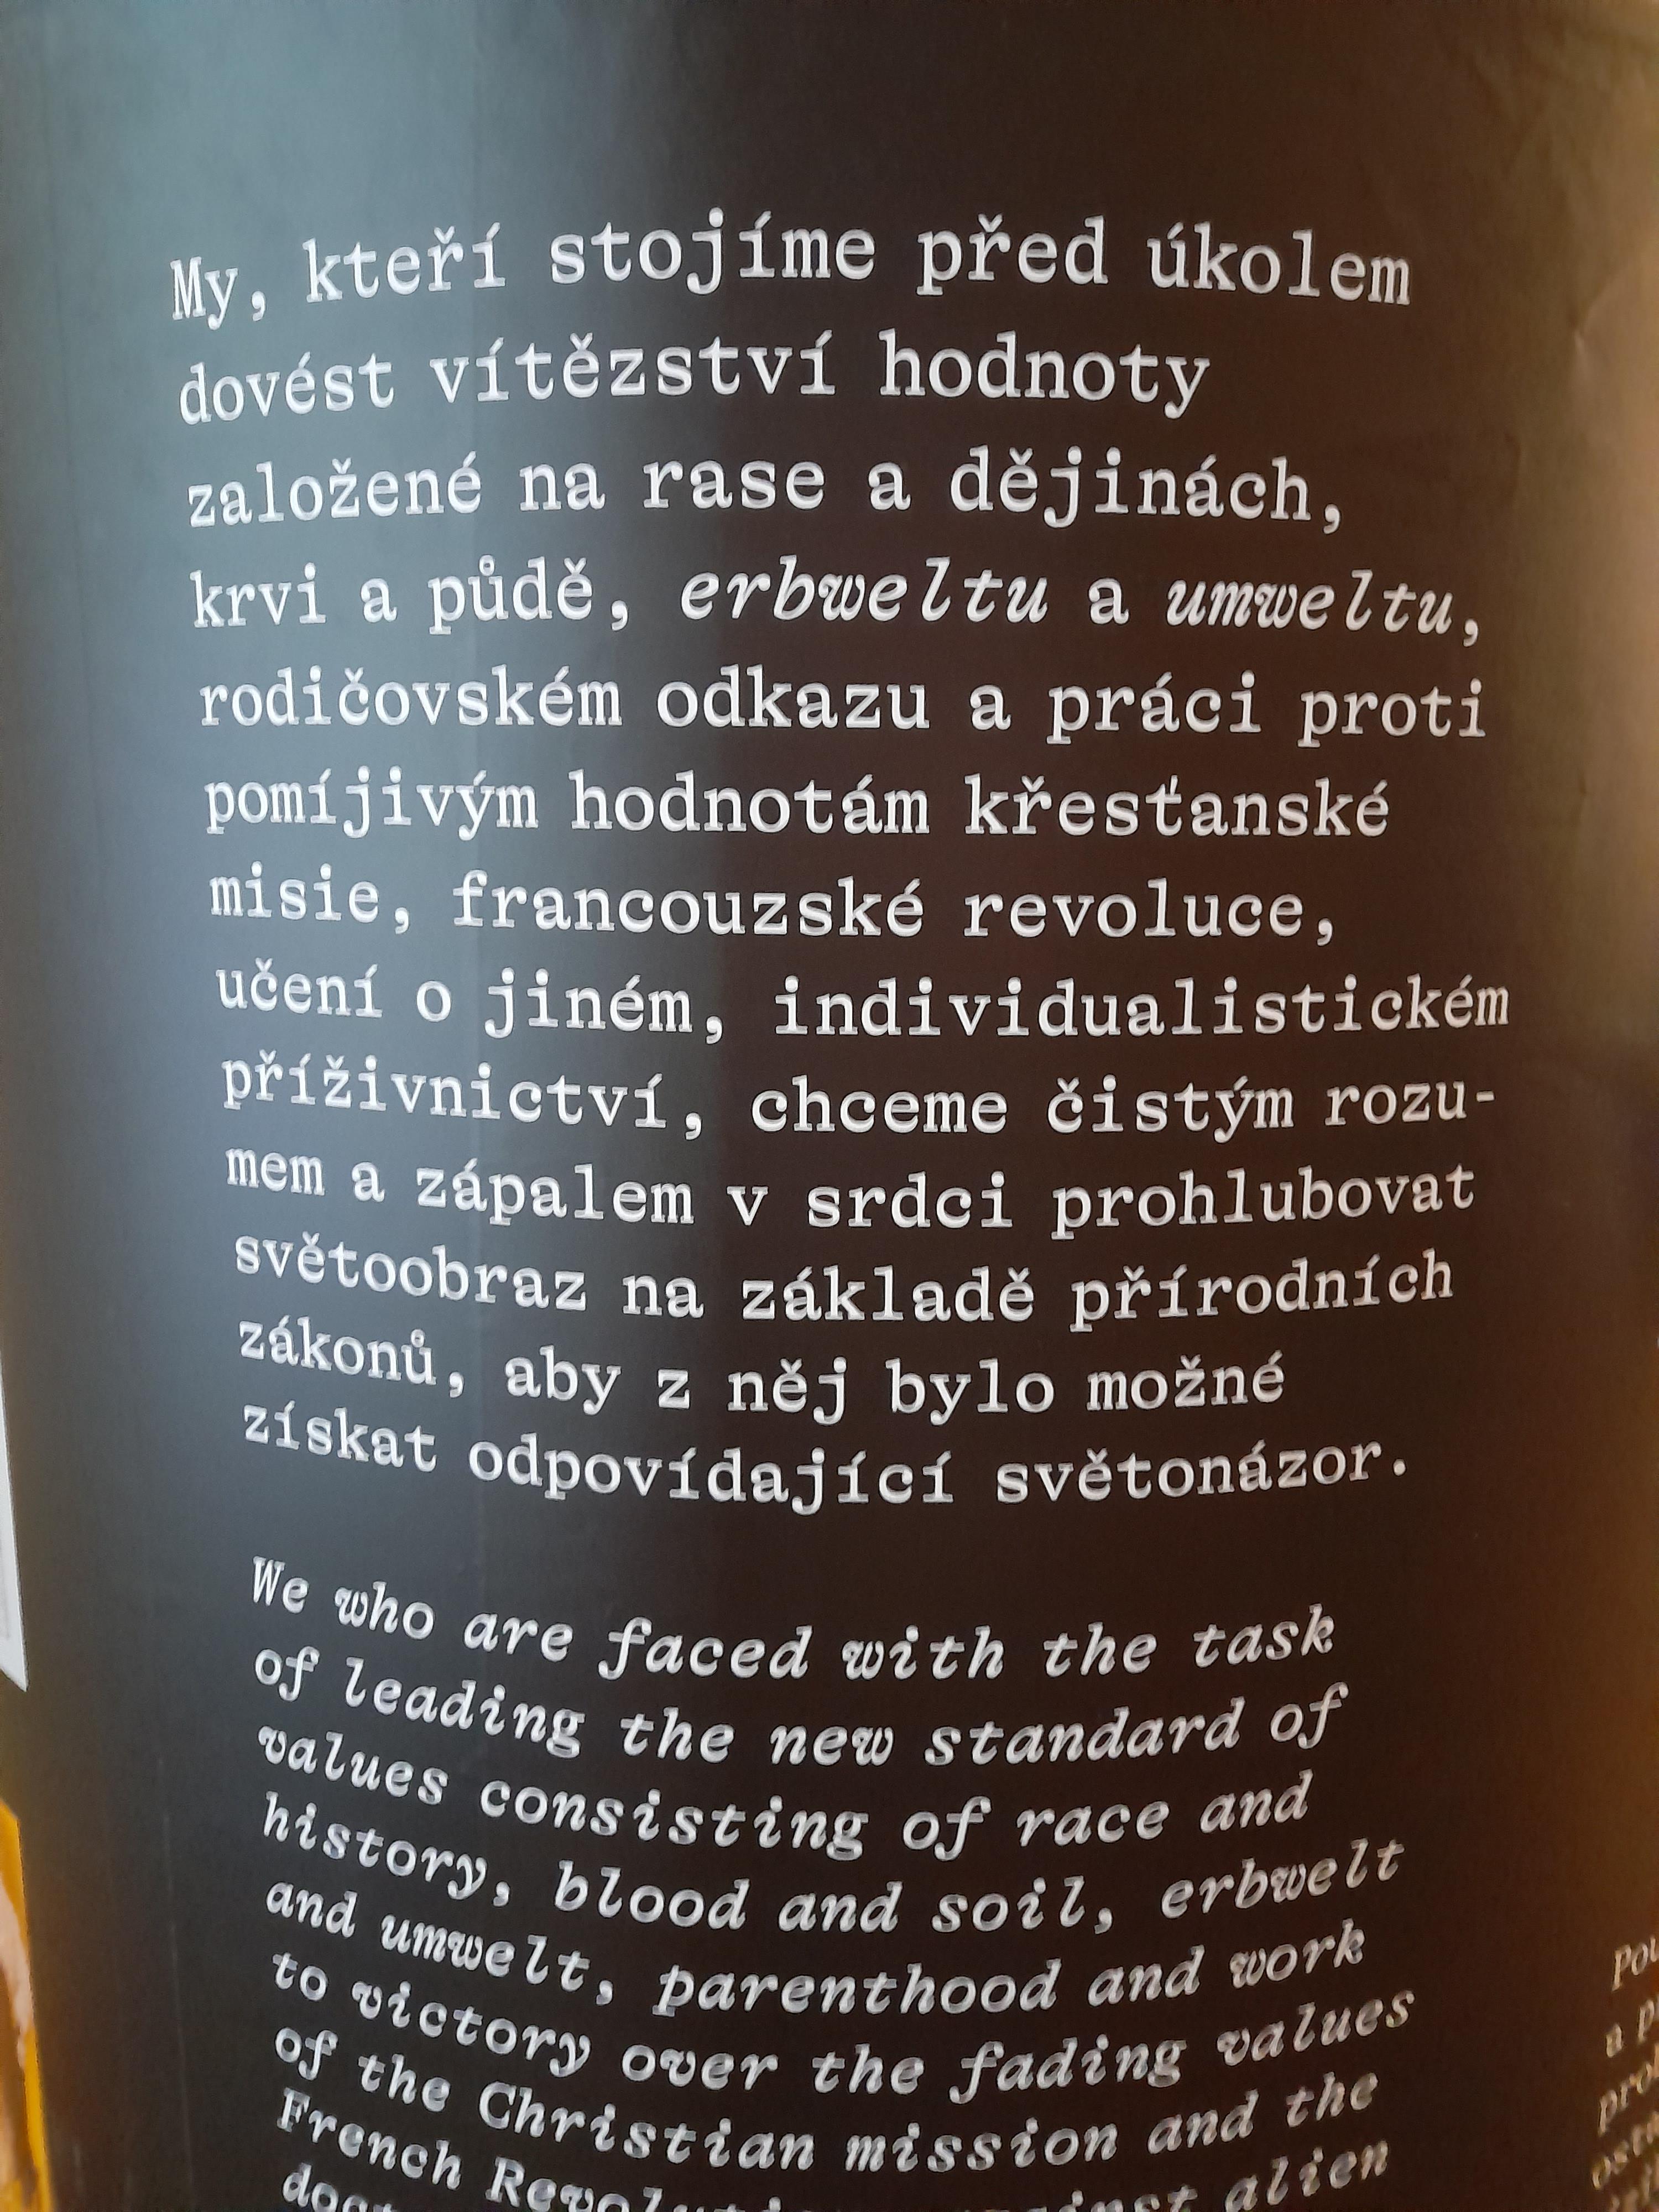 My, kteří stojíme před úkolem
dovést vítězství hodnoty
založené na rase a dějinách,
krvi a půdě, erbweltu a umweltu,
rodičovském odkazu a práci proti
pomíjivým hodnotám křesťanské
misie, francouzské revoluce,
učení o jiném, individualistickém
příživnictví, chceme čistým rozu-
mem a zápalem v srdci prohlubovat
světoobraz na základě přírodních
zákonů, aby z něj bylo možné
získat odpovídající světonázor.
We who are faced with the task
of leading the new standard of
values consisting of race and
history, blood and soil, erbwelt
and umwelt, parenthood and work
to victory over the fading values
of the Christian mission and the
French alien